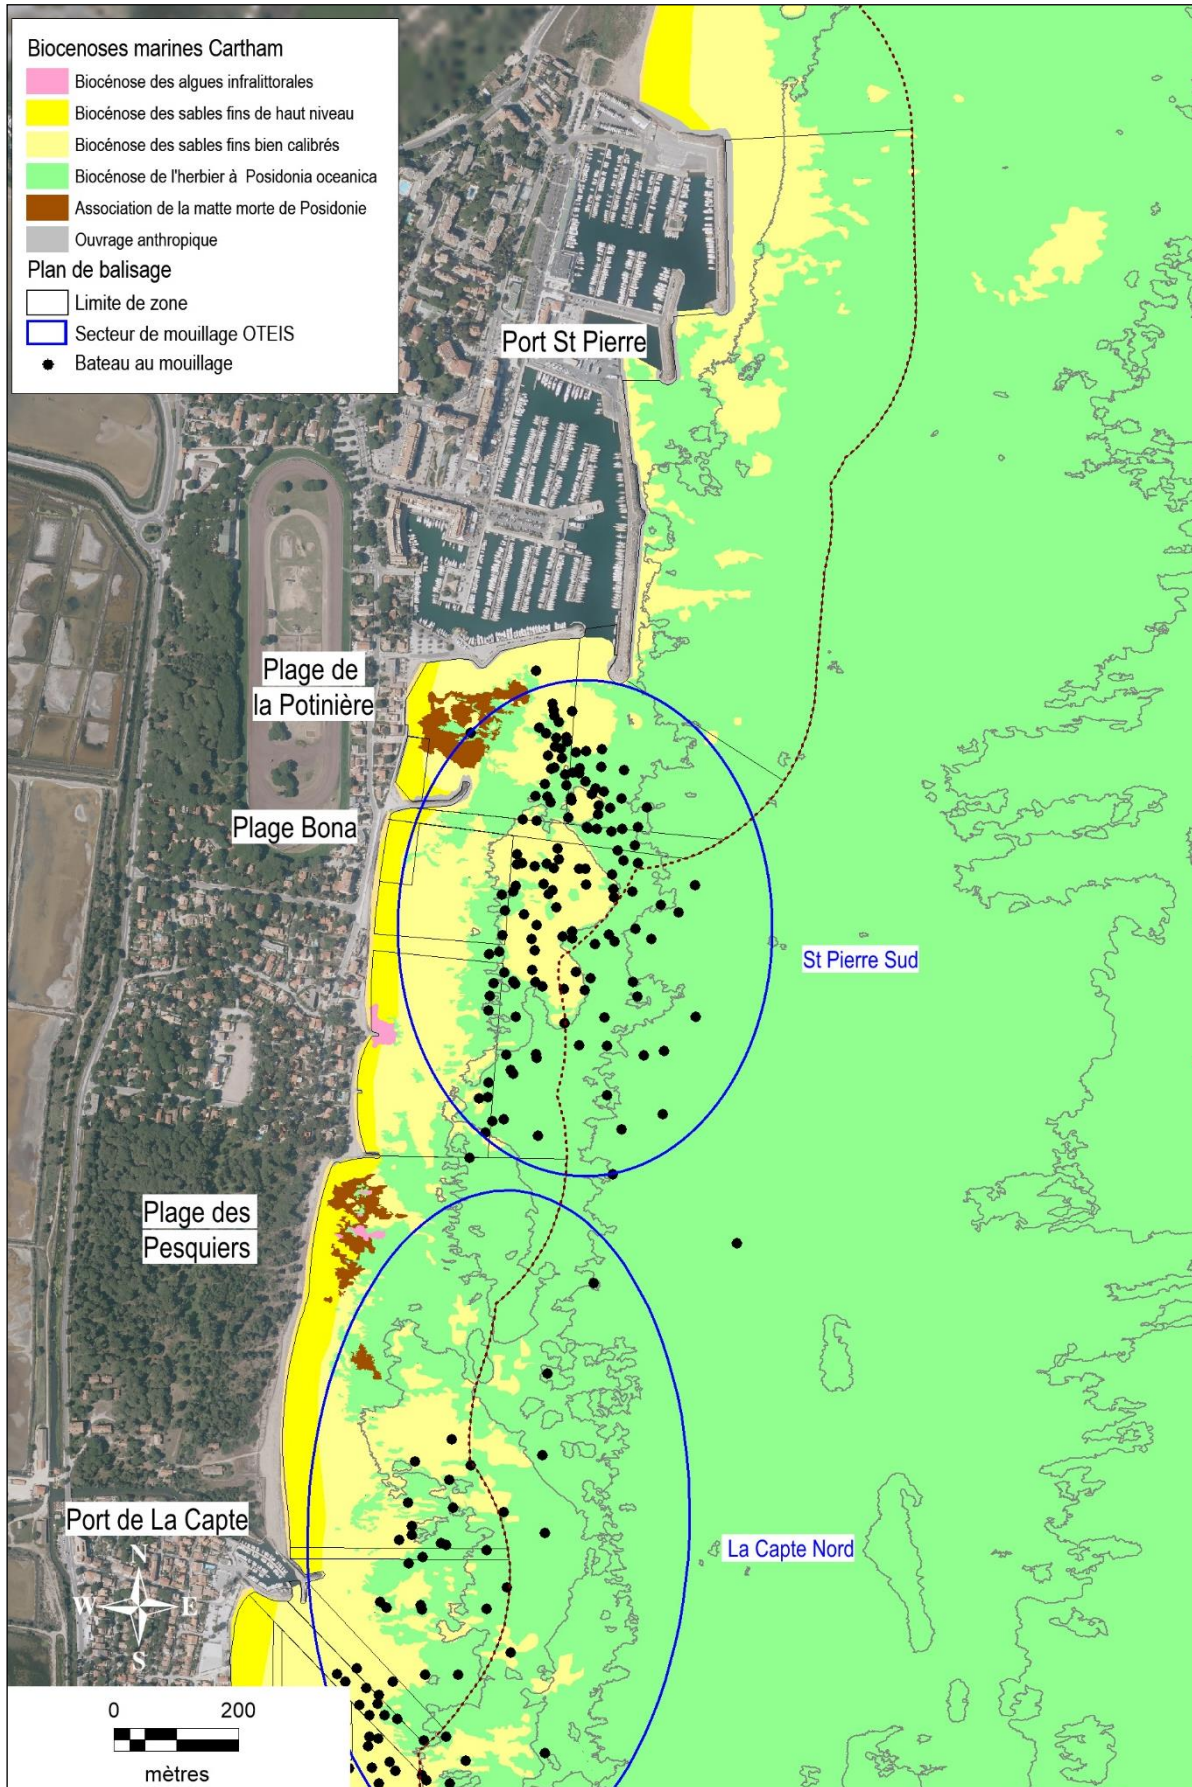 Biocenoses marines Cartham
Biocénose des algues infralittorales
Biocénose des sables fins de haut niveau
Biocénose des sables fins bien calibrés
Biocénose de l'herbier à Posidonia oceanica
Association de la matte morte de Posidonie
Ouvrage anthropique
Plan de balisage
Limite de zone
Secteur de mouillage OTEIS
Bateau au mouillage
Port St Pierre
Plage de
la Potinière
Plage Bona
St Pierre Sud
Plage des
Pesquiers
Port de La Capte
La Capte Nord
N
W E
S
0 200
mètres